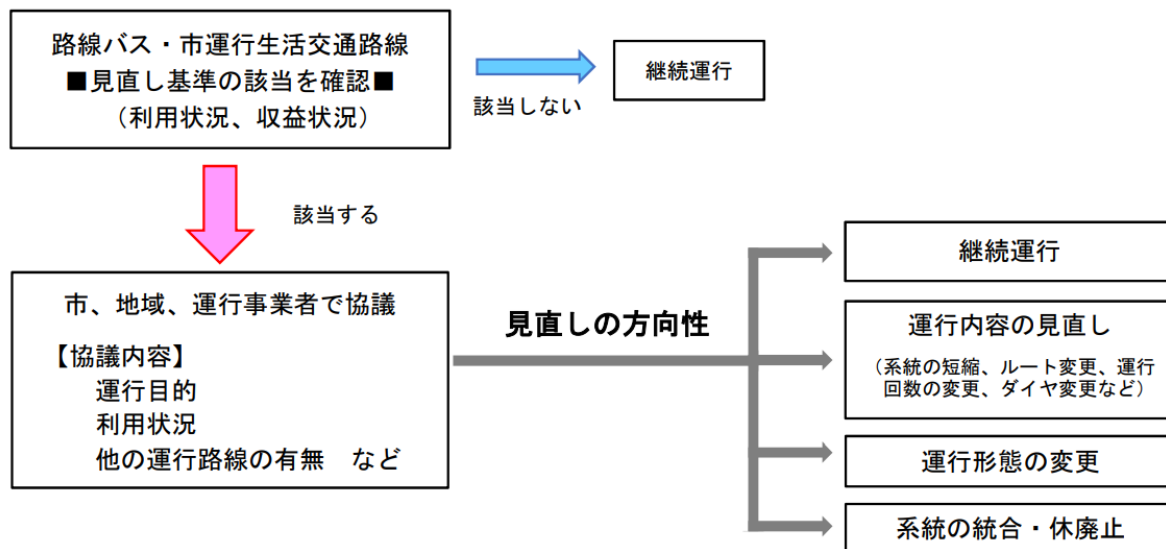 路線バス・市運行生活交通路線
■見直し基準の該当を確認■
（利用状況、収益状況）
該当しない
継続運行
該当する
市、地域、運行事業者で協議
【協議内容】
運行目的
利用状況
他の運行路線の有無　など
見直しの方向性
継続運行
運行内容の見直し
（系統の短縮、ルート変更、運行
回数の変更、ダイヤ変更など）
運行形態の変更
系統の統合・休廃止